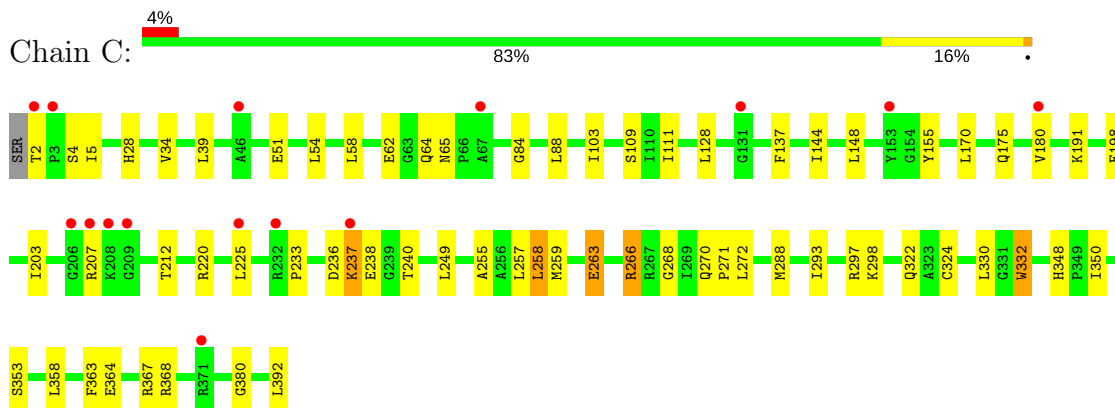 4%
Chain C:
83% 16% •
SER T2 P3 S4 I5 H28 V34 L39 A46 E51 L54 L58 E62 G63 Q64 N65 P66 A67 G84 L88 I103 S109 I110 I111 L128 G131 F137 I144 L148 Y153 G154 Y155 L170 Q175 V180 K191
I203 G206 R207 K208 G209 T212 R220 L225 R232 P233 D236 K237 E238 G239 T240 L249 A255 A256 L257 L258 M259 E263 R266 R267 G268 I269 Q270 P271 L272 M288 I293 R297 K298 Q322 A323 C324 L330 G331 W332 H348 P349 I350
S353 L358 F363 E364 R367 R368 R371 G380 L392